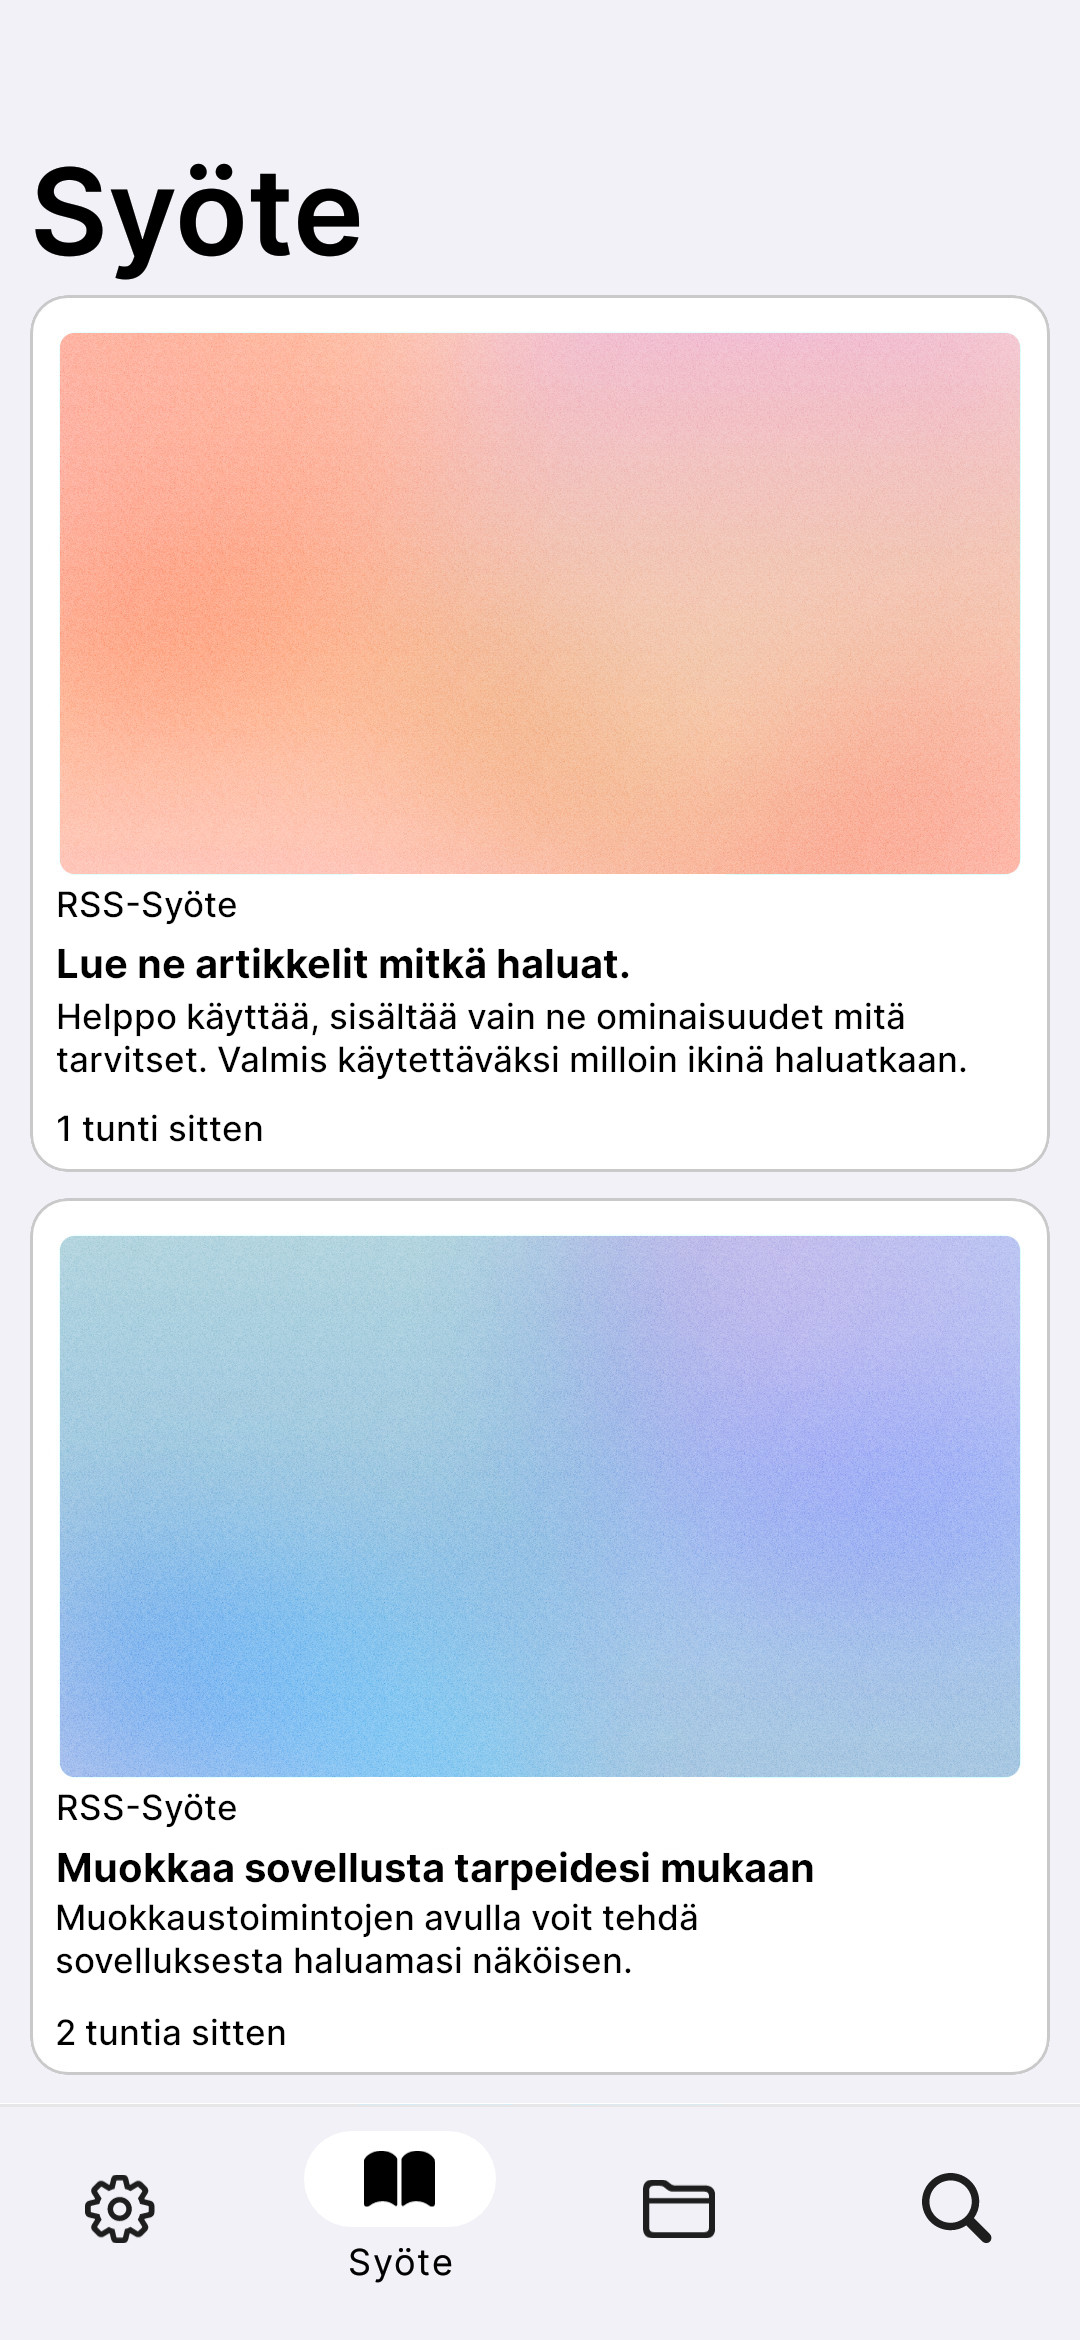 Syöte
RSS-Syöte
Lue ne artikkelit mitkä haluat.
Helppo käyttää, sisältää vain ne ominaisuudet mitä
tarvitset. Valmis käytettäväksi milloin ikinä haluatkaan.
1 tunti sitten
RSS-Syöte
Muokkaa sovellusta tarpeidesi mukaan
Muokkaustoimintojen avulla voit tehdä
sovelluksesta haluamasi näköisen.
2 tuntia sitten
Syöte